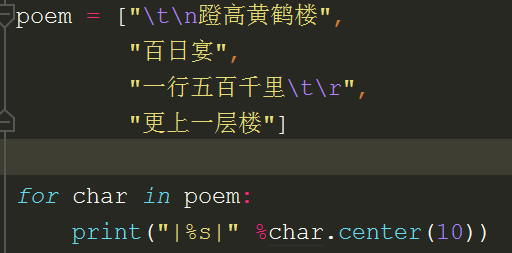 poem = ["\t\n蹬高黄鹤楼",
"百日宴",
"一行五百千里\t\r",
"更上一层楼"]
for char in poem:
print("|%s|" %char.center(10))